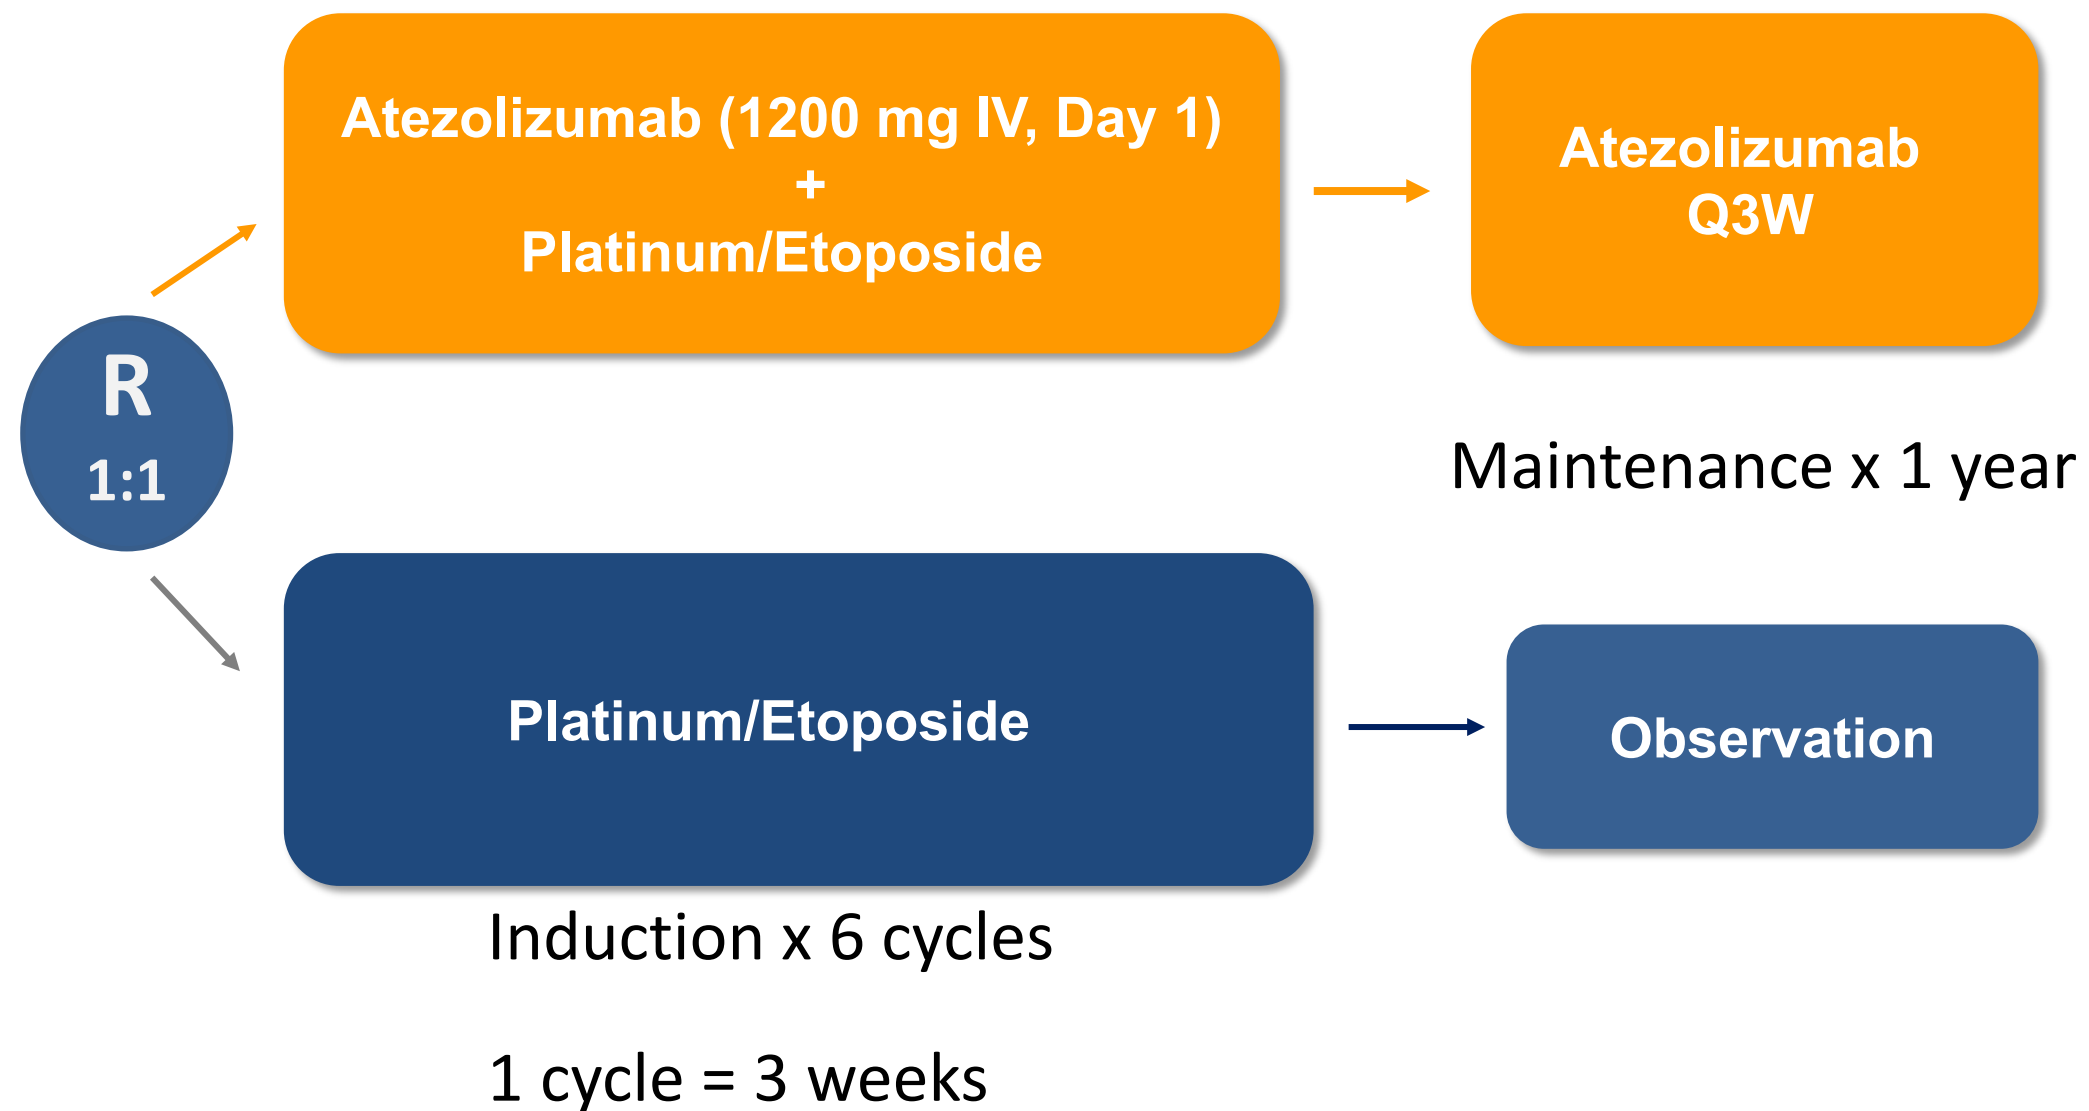 R
1:1
Atezolizumab (1200 mg IV, Day 1)
+
Platinum/Etoposide
Atezolizumab
Q3W
Maintenance x 1 year
Platinum/Etoposide
Observation
Induction x 6 cycles
1 cycle = 3 weeks